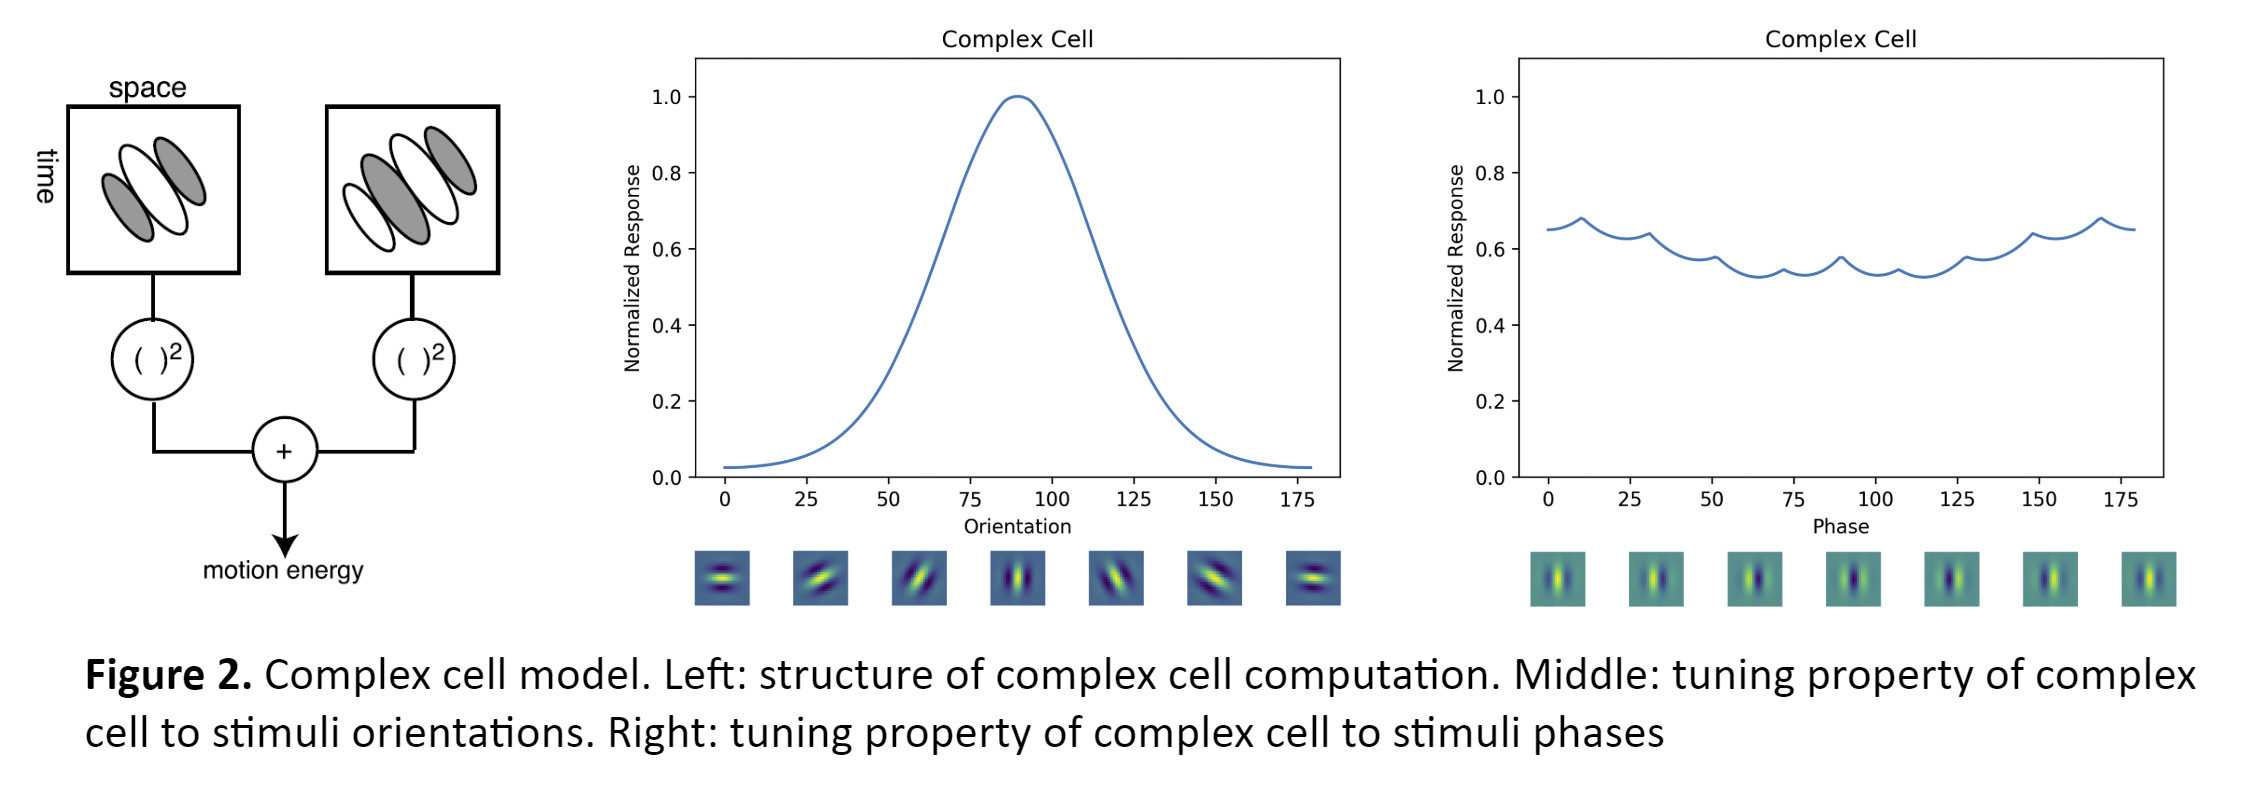 space
time
( )²
( )²
+
motion energy
Complex Cell
Normalized Response
1.0
0.8
0.6
0.4
0.2
0.0
0 25 50 75 100 125 150 175
Orientation
Complex Cell
Normalized Response
1.0
0.8
0.6
0.4
0.2
0.0
0 25 50 75 100 125 150 175
Phase
Figure 2. Complex cell model. Left: structure of complex cell computation. Middle: tuning property of complex
cell to stimuli orientations. Right: tuning property of complex cell to stimuli phases